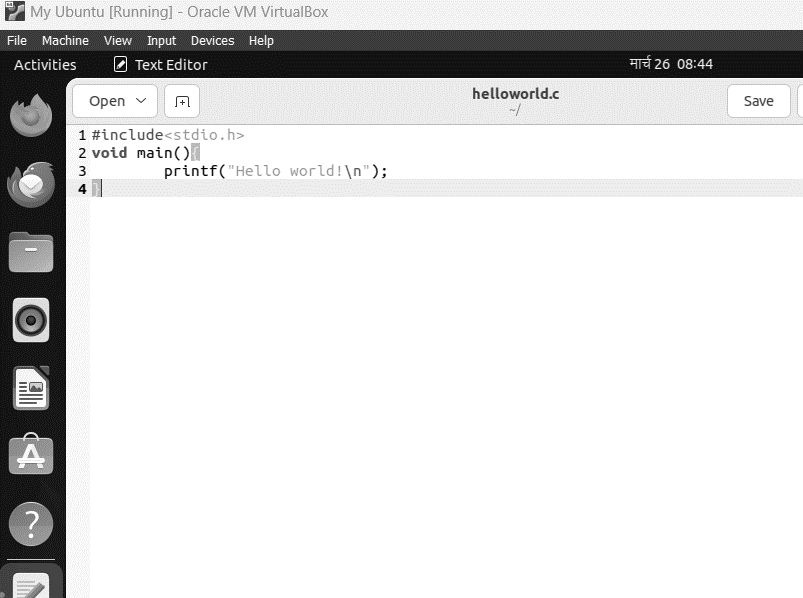 My Ubuntu [Running] - Oracle VM VirtualBox
File Machine View Input Devices Help
Activities Text Editor मार्च 26 08:44
Open helloworld.c Save
~/
1 #include<stdio.h>
2 void main(){
3 printf("Hello world!\n");
4 }